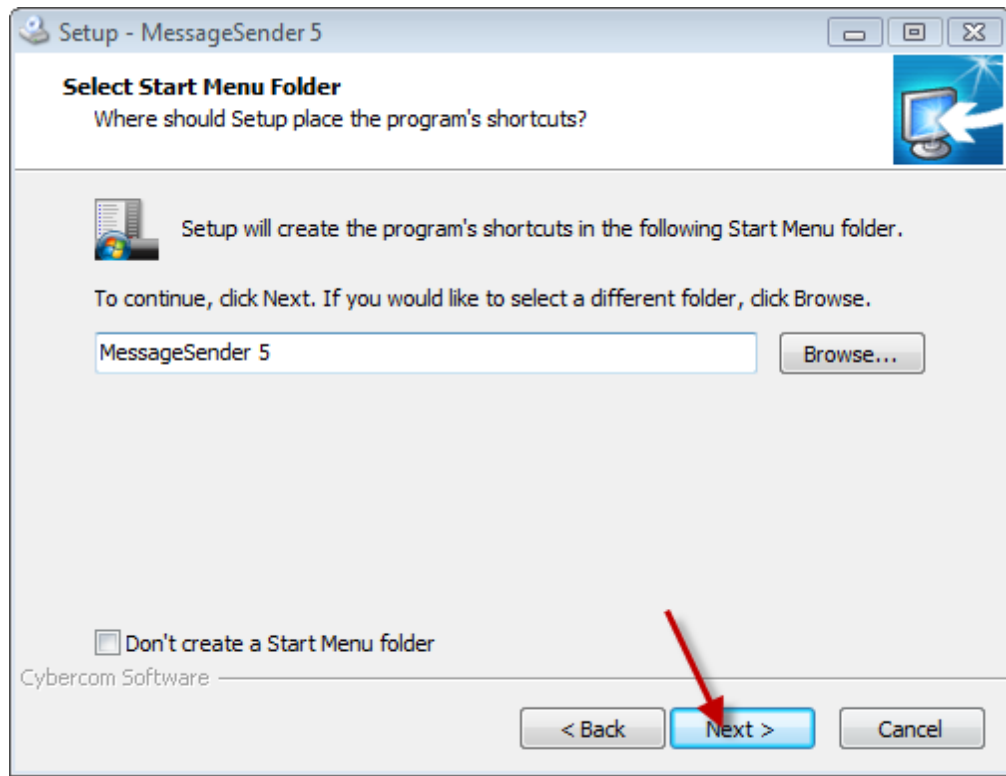 Setup - MessageSender 5
Select Start Menu Folder
Where should Setup place the program's shortcuts?
Setup will create the program's shortcuts in the following Start Menu folder.
To continue, click Next. If you would like to select a different folder, click Browse.
MessageSender 5
Browse...
Don't create a Start Menu folder
Cybercom Software
< Back
Next >
Cancel